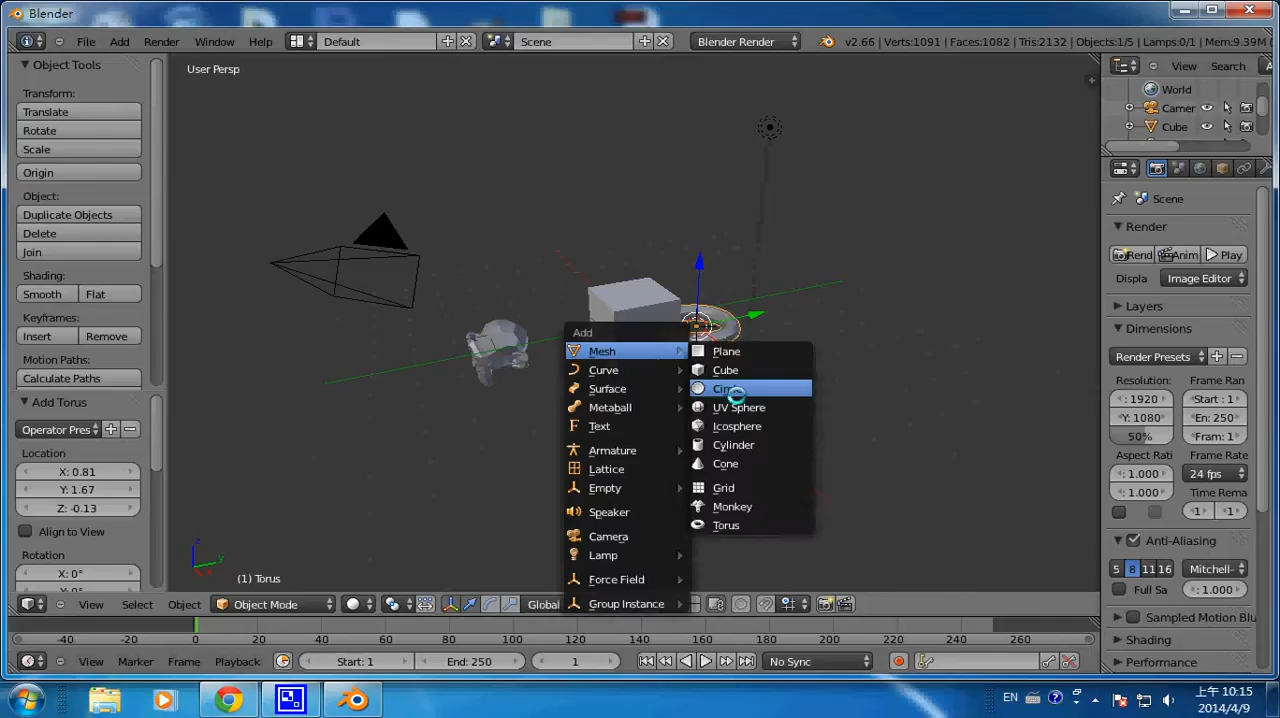 Blender
File Add Render Window Help Default Scene Blender Render v2.66 | Verts:1091 | Faces:1082 | Tris:2132 | Objects:1/5 | Lamps:0/1 | Mem:9.39M
Object Tools
Transform:
Translate
Rotate
Scale
Origin
Object:
Duplicate Objects
Delete
Join
Shading:
Smooth Flat
Keyframes:
Insert Remove
Motion Paths:
Calculate Paths
Add Torus
Operator Pres
Location
X: 0.81
Y: 1.67
Z: -0.13
Align to View
Rotation
X: 0°
User Persp
z
y
(1) Torus
Add
Mesh
Curve
Surface
Metaball
Text
Armature
Lattice
Empty
Speaker
Camera
Lamp
Force Field
Group Instance
Plane
Cube
UV Sphere
Icosphere
Cylinder
Cone
Grid
Monkey
Torus
View Search
World
Camer
Cube
Scene
Render
Rend Anim Play
Displa Image Editor
Layers
Dimensions
Render Presets
Resolution: Frame Rang
: 1920 Start : 1
Y: 1080 End: 250
50% Fram: 1
Aspect Rati Frame Rate
: 1.000 24 fps
: 1.000 Time Rema
1 1
Anti-Aliasing
5 8 11 16 Mitchell-
Full Sa : 1.000
Sampled Motion Blu
Shading
Performance
View Select Object Object Mode Global
-40 -20 0 20 40 60 80 100 120 140 160 180 200 220 240 260
View Marker Frame Playback Start: 1 End: 250 1 No Sync
EN 上午 10:15
2014/4/9